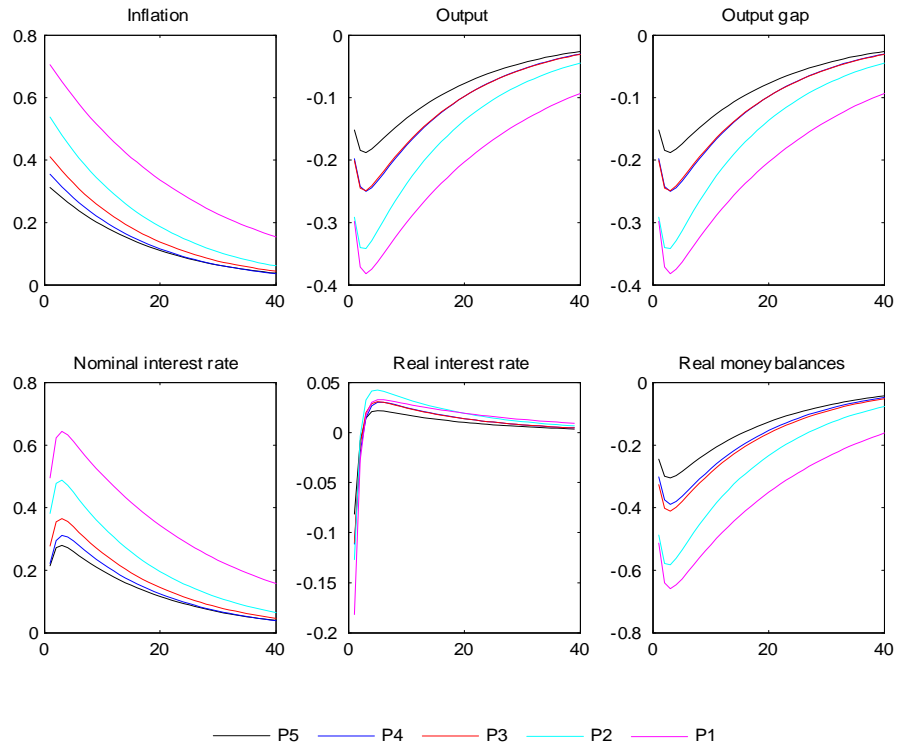 Inflation Output Output gap
0.8 0 0
0.6 -0.1 -0.1
0.4 -0.2 -0.2
0.2 -0.3 -0.3
0 -0.4 -0.4
0 20 40 0 20 40 0 20 40
Nominal interest rate Real interest rate Real money balances
0.8 0.05 0
0.6 0 -0.2
0.4 -0.05 -0.4
0.2 -0.1 -0.6
0 -0.15 -0.8
-0.2
0 20 40 0 20 40 0 20 40
P5 P4 P3 P2 P1